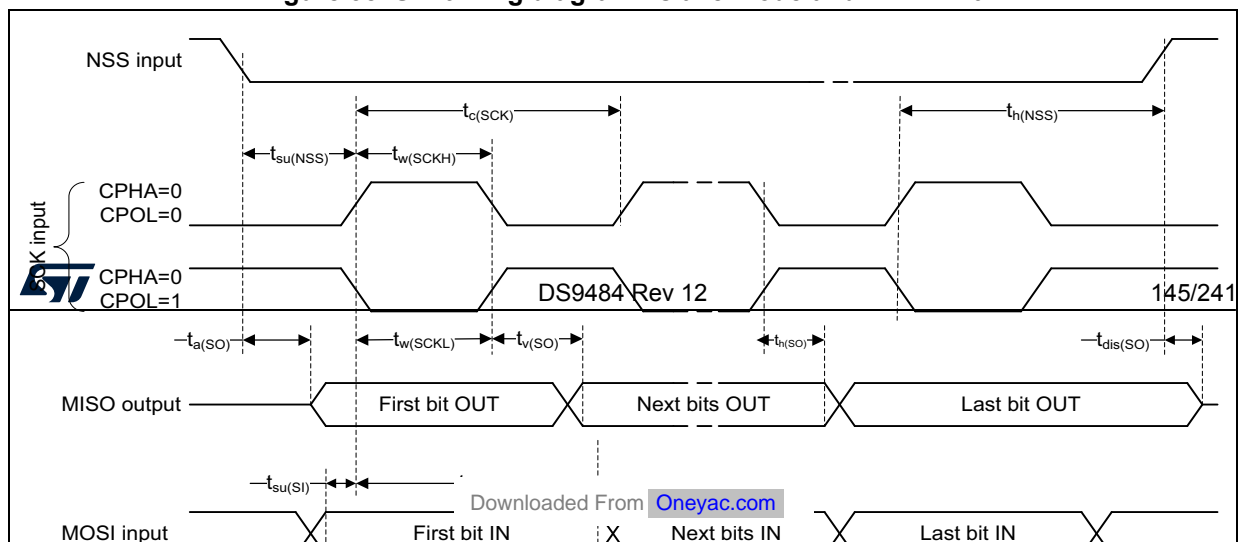 NSS input
tc(SCK)
th(NSS)
tsu(NSS)
tw(SCKH)
CPHA=0
CPOL=0
SCK input
CPHA=0
CPOL=1
DS9484 Rev 12
145/241
ta(SO)
tw(SCKL)
tv(SO)
th(SO)
tdis(SO)
MISO output
First bit OUT
Next bits OUT
Last bit OUT
tsu(SI)
Downloaded From Oneyac.com
MOSI input
First bit IN
Next bits IN
Last bit IN